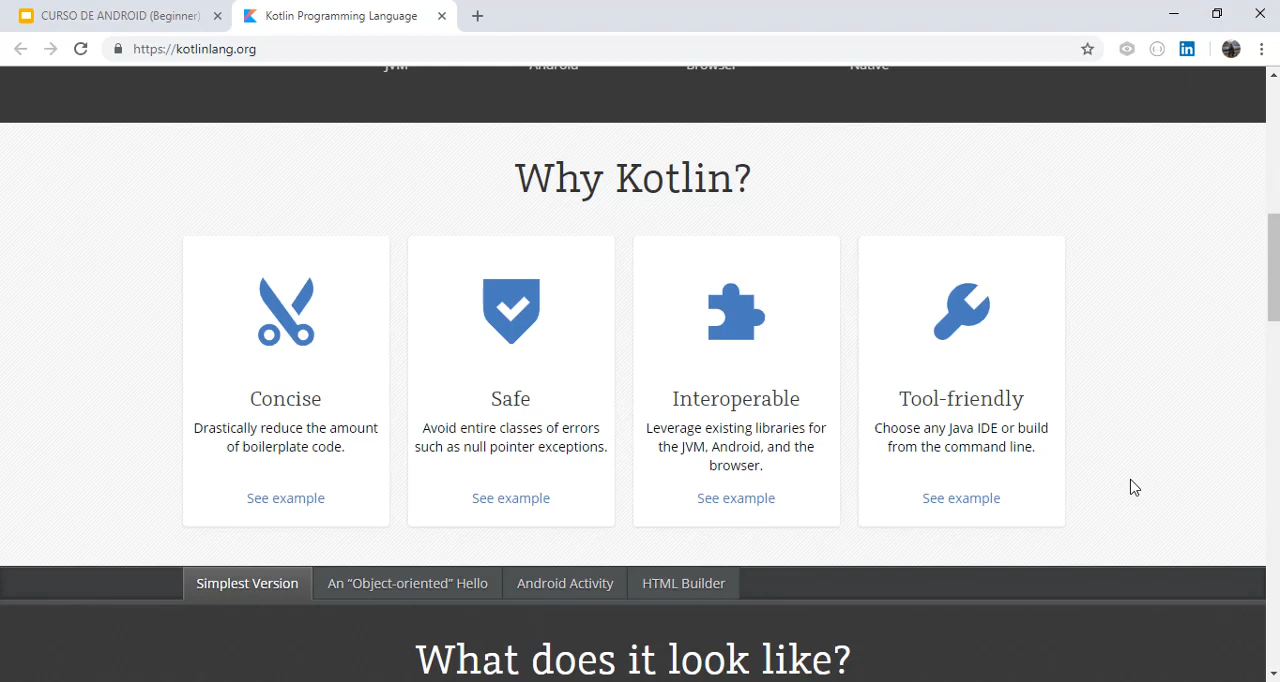 CURSO DE ANDROID (Beginner)
Kotlin Programming Language
https://kotlinlang.org
JVM Android Browser Native
Why Kotlin?
Concise
Drastically reduce the amount
of boilerplate code.
See example
Safe
Avoid entire classes of errors
such as null pointer exceptions.
See example
Interoperable
Leverage existing libraries for
the JVM, Android, and the
browser.
See example
Tool-friendly
Choose any Java IDE or build
from the command line.
See example
Simplest Version
An “Object-oriented” Hello
Android Activity
HTML Builder
What does it look like?